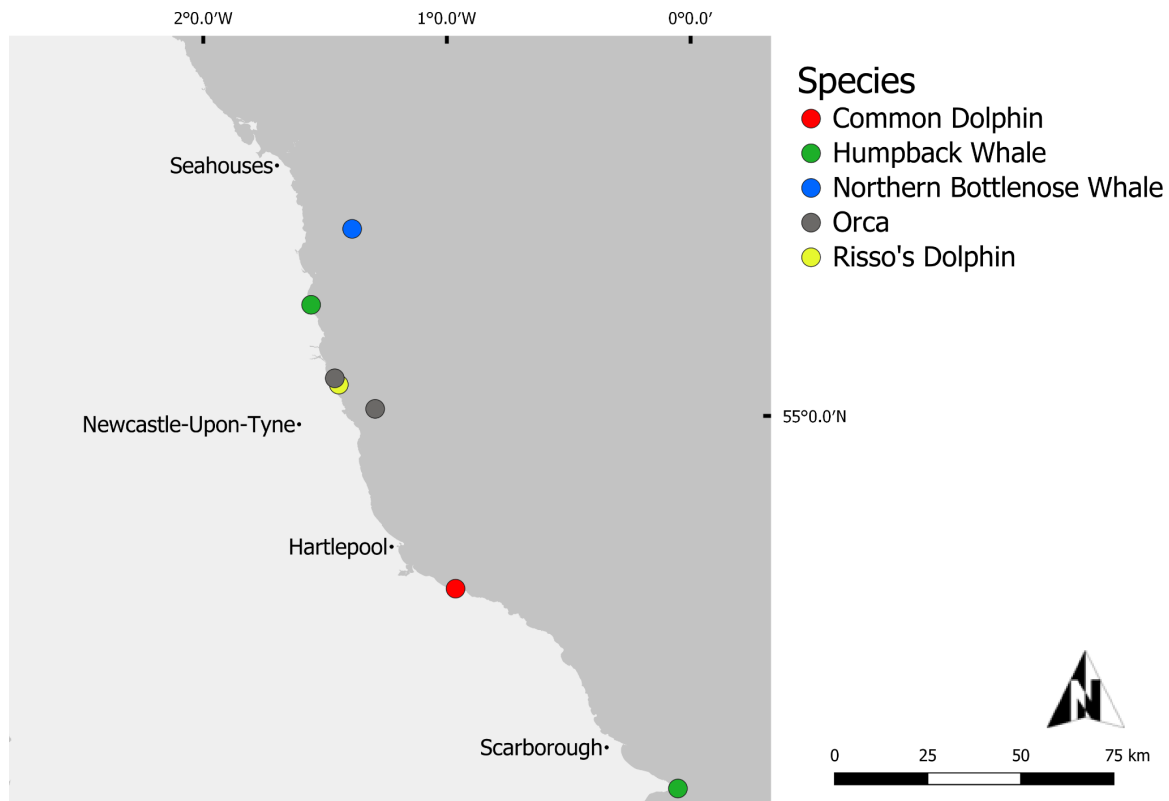 2°0.0′W 1°0.0′W 0°0.0′
Species
Common Dolphin
Humpback Whale
Northern Bottlenose Whale
Orca
Risso's Dolphin
Seahouses
Newcastle-Upon-Tyne
55°0.0′N
Hartlepool
Scarborough
N
0 25 50 75 km